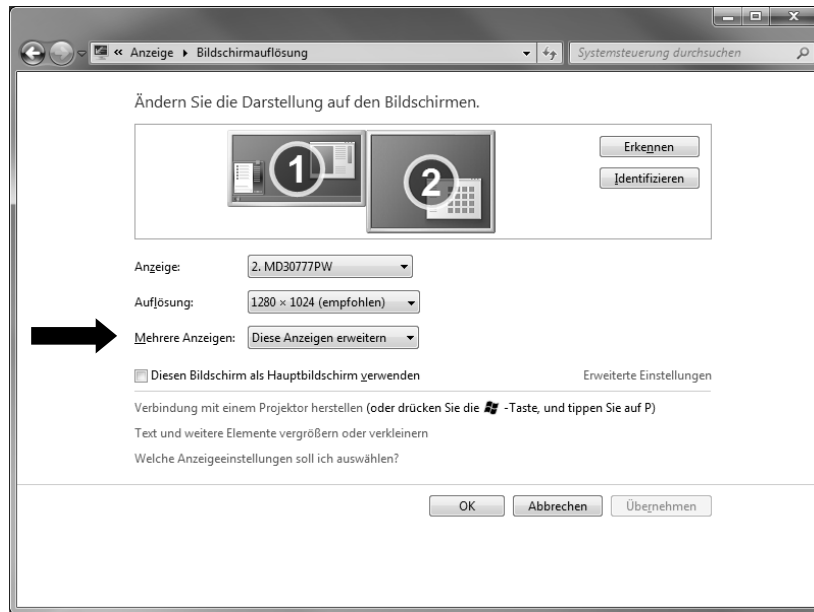 « Anzeige ▸ Bildschirmauflösung
Systemsteuerung durchsuchen
Ändern Sie die Darstellung auf den Bildschirmen.
1
2
Erkennen
Identifizieren
Anzeige: 2. MD30777PW
Auflösung: 1280 × 1024 (empfohlen)
Mehrere Anzeigen: Diese Anzeigen erweitern
Diesen Bildschirm als Hauptbildschirm verwenden
Erweiterte Einstellungen
Verbindung mit einem Projektor herstellen (oder drücken Sie die -Taste, und tippen Sie auf P)
Text und weitere Elemente vergrößern oder verkleinern
Welche Anzeigeeinstellungen soll ich auswählen?
OK Abbrechen Übernehmen